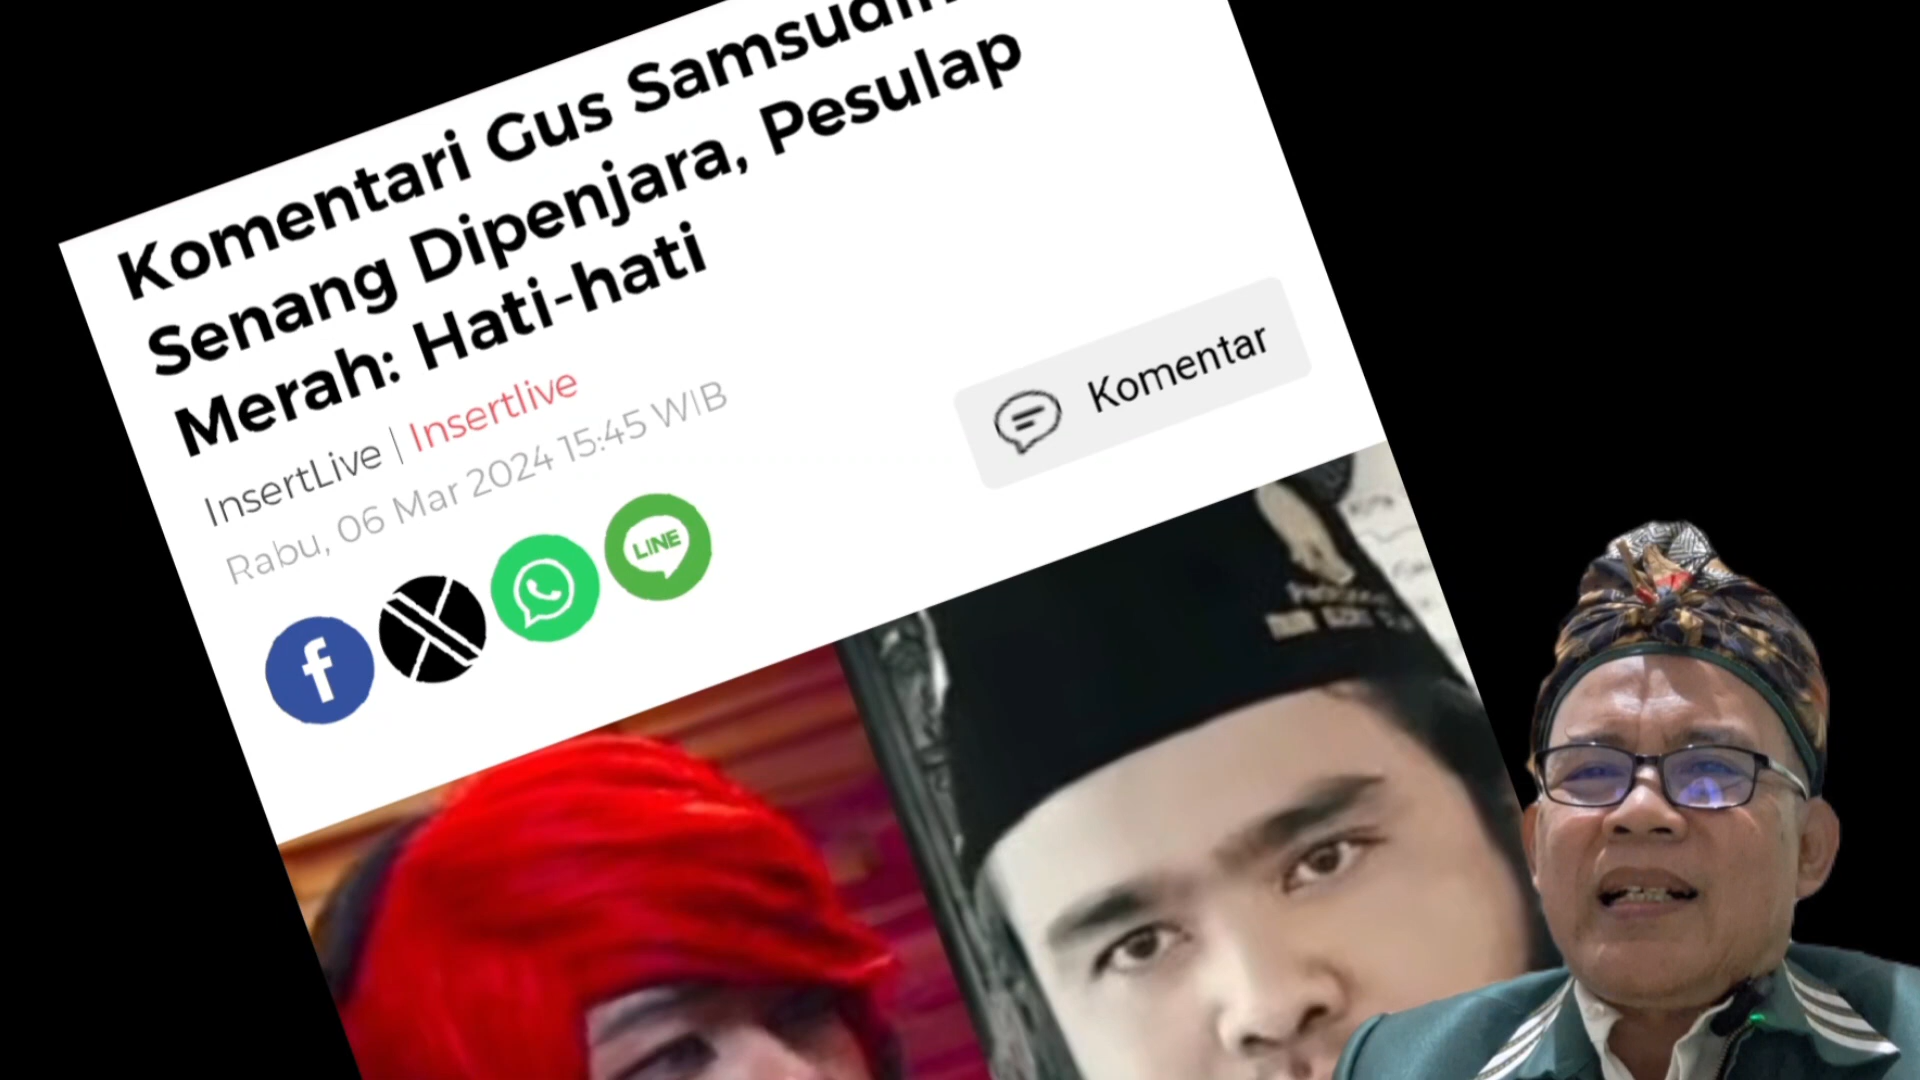 Komentari Gus Samsudin
Senang Dipenjara, Pesulap
Merah: Hati-hati
InsertLive | Insertlive
Rabu, 06 Mar 2024 15:45 WIB
Komentar
f
X
LINE